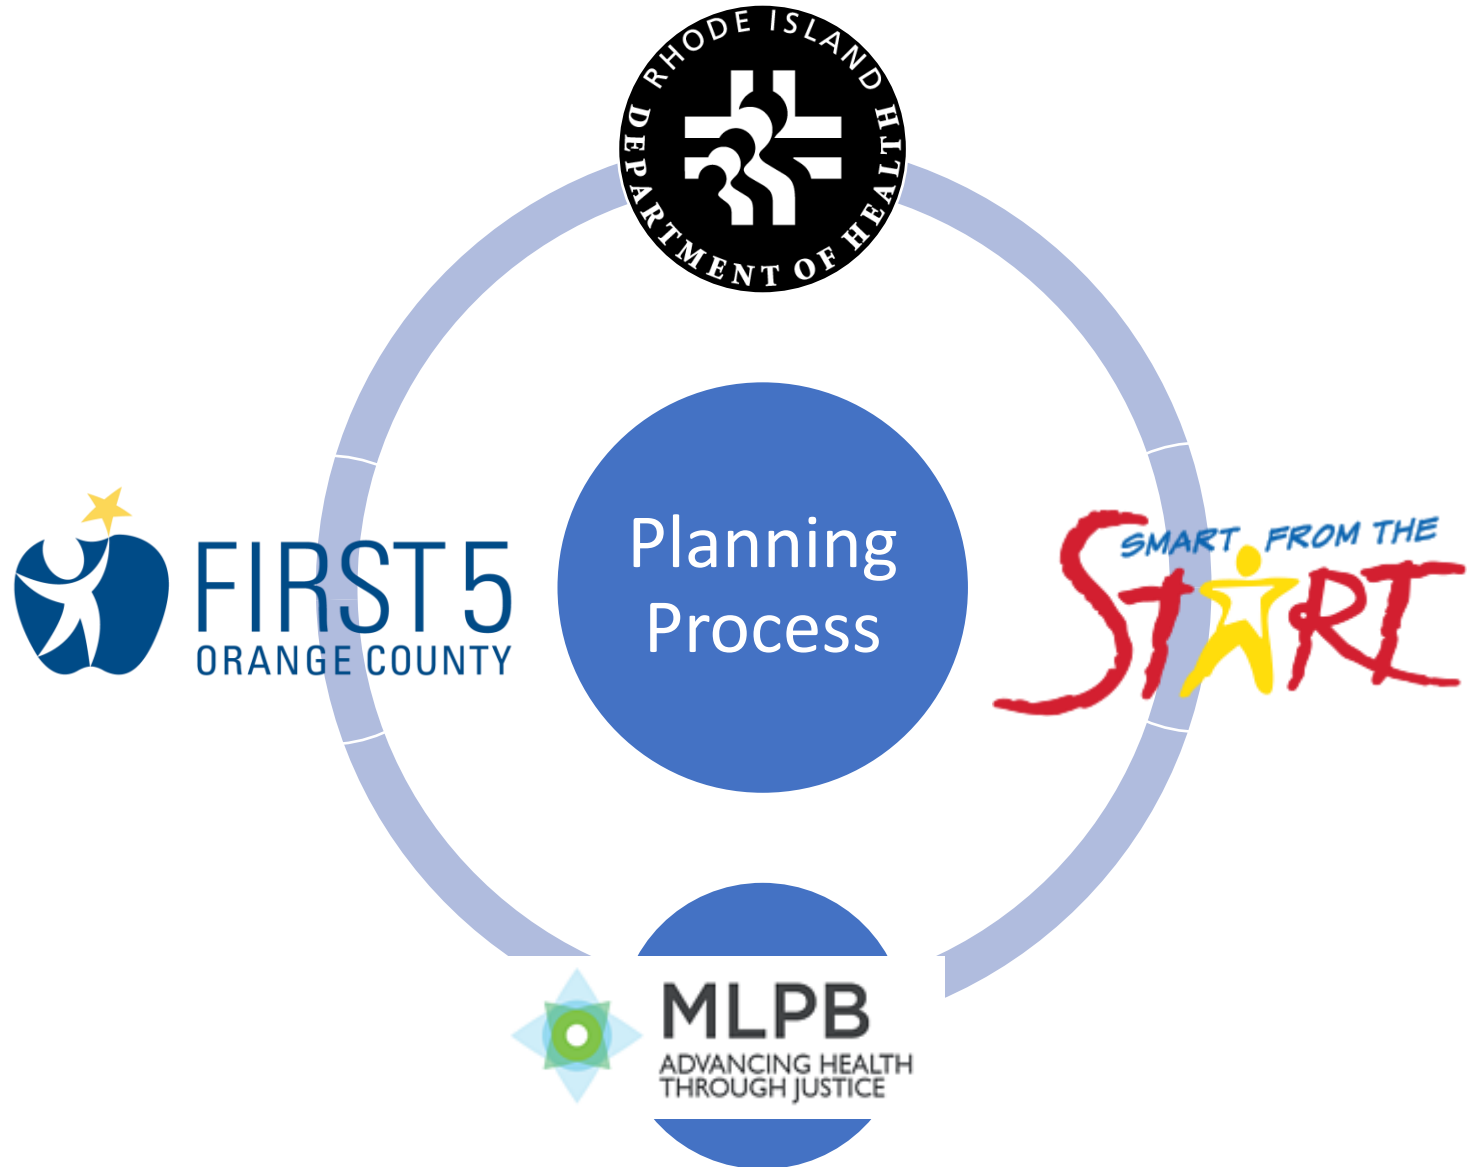 RHODE ISLAND
DEPARTMENT OF HEALTH
FIRST 5
ORANGE COUNTY
Planning
Process
SMART FROM THE
START
MLPB
ADVANCING HEALTH
THROUGH JUSTICE